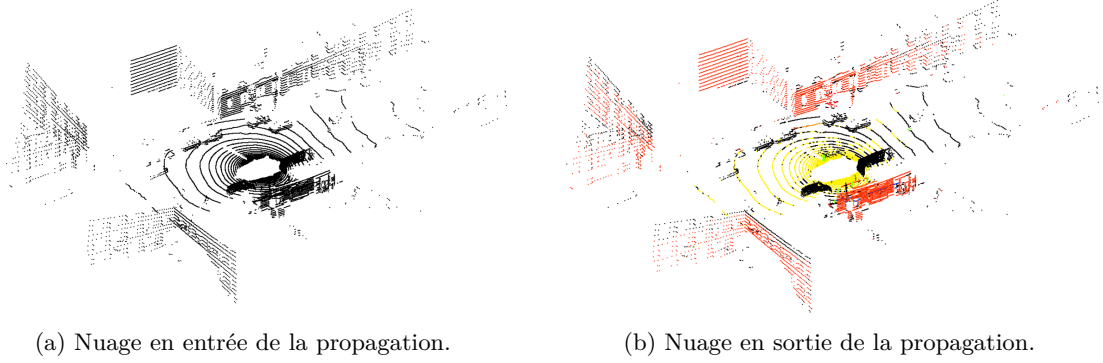 (a) Nuage en entrée de la propagation.
(b) Nuage en sortie de la propagation.